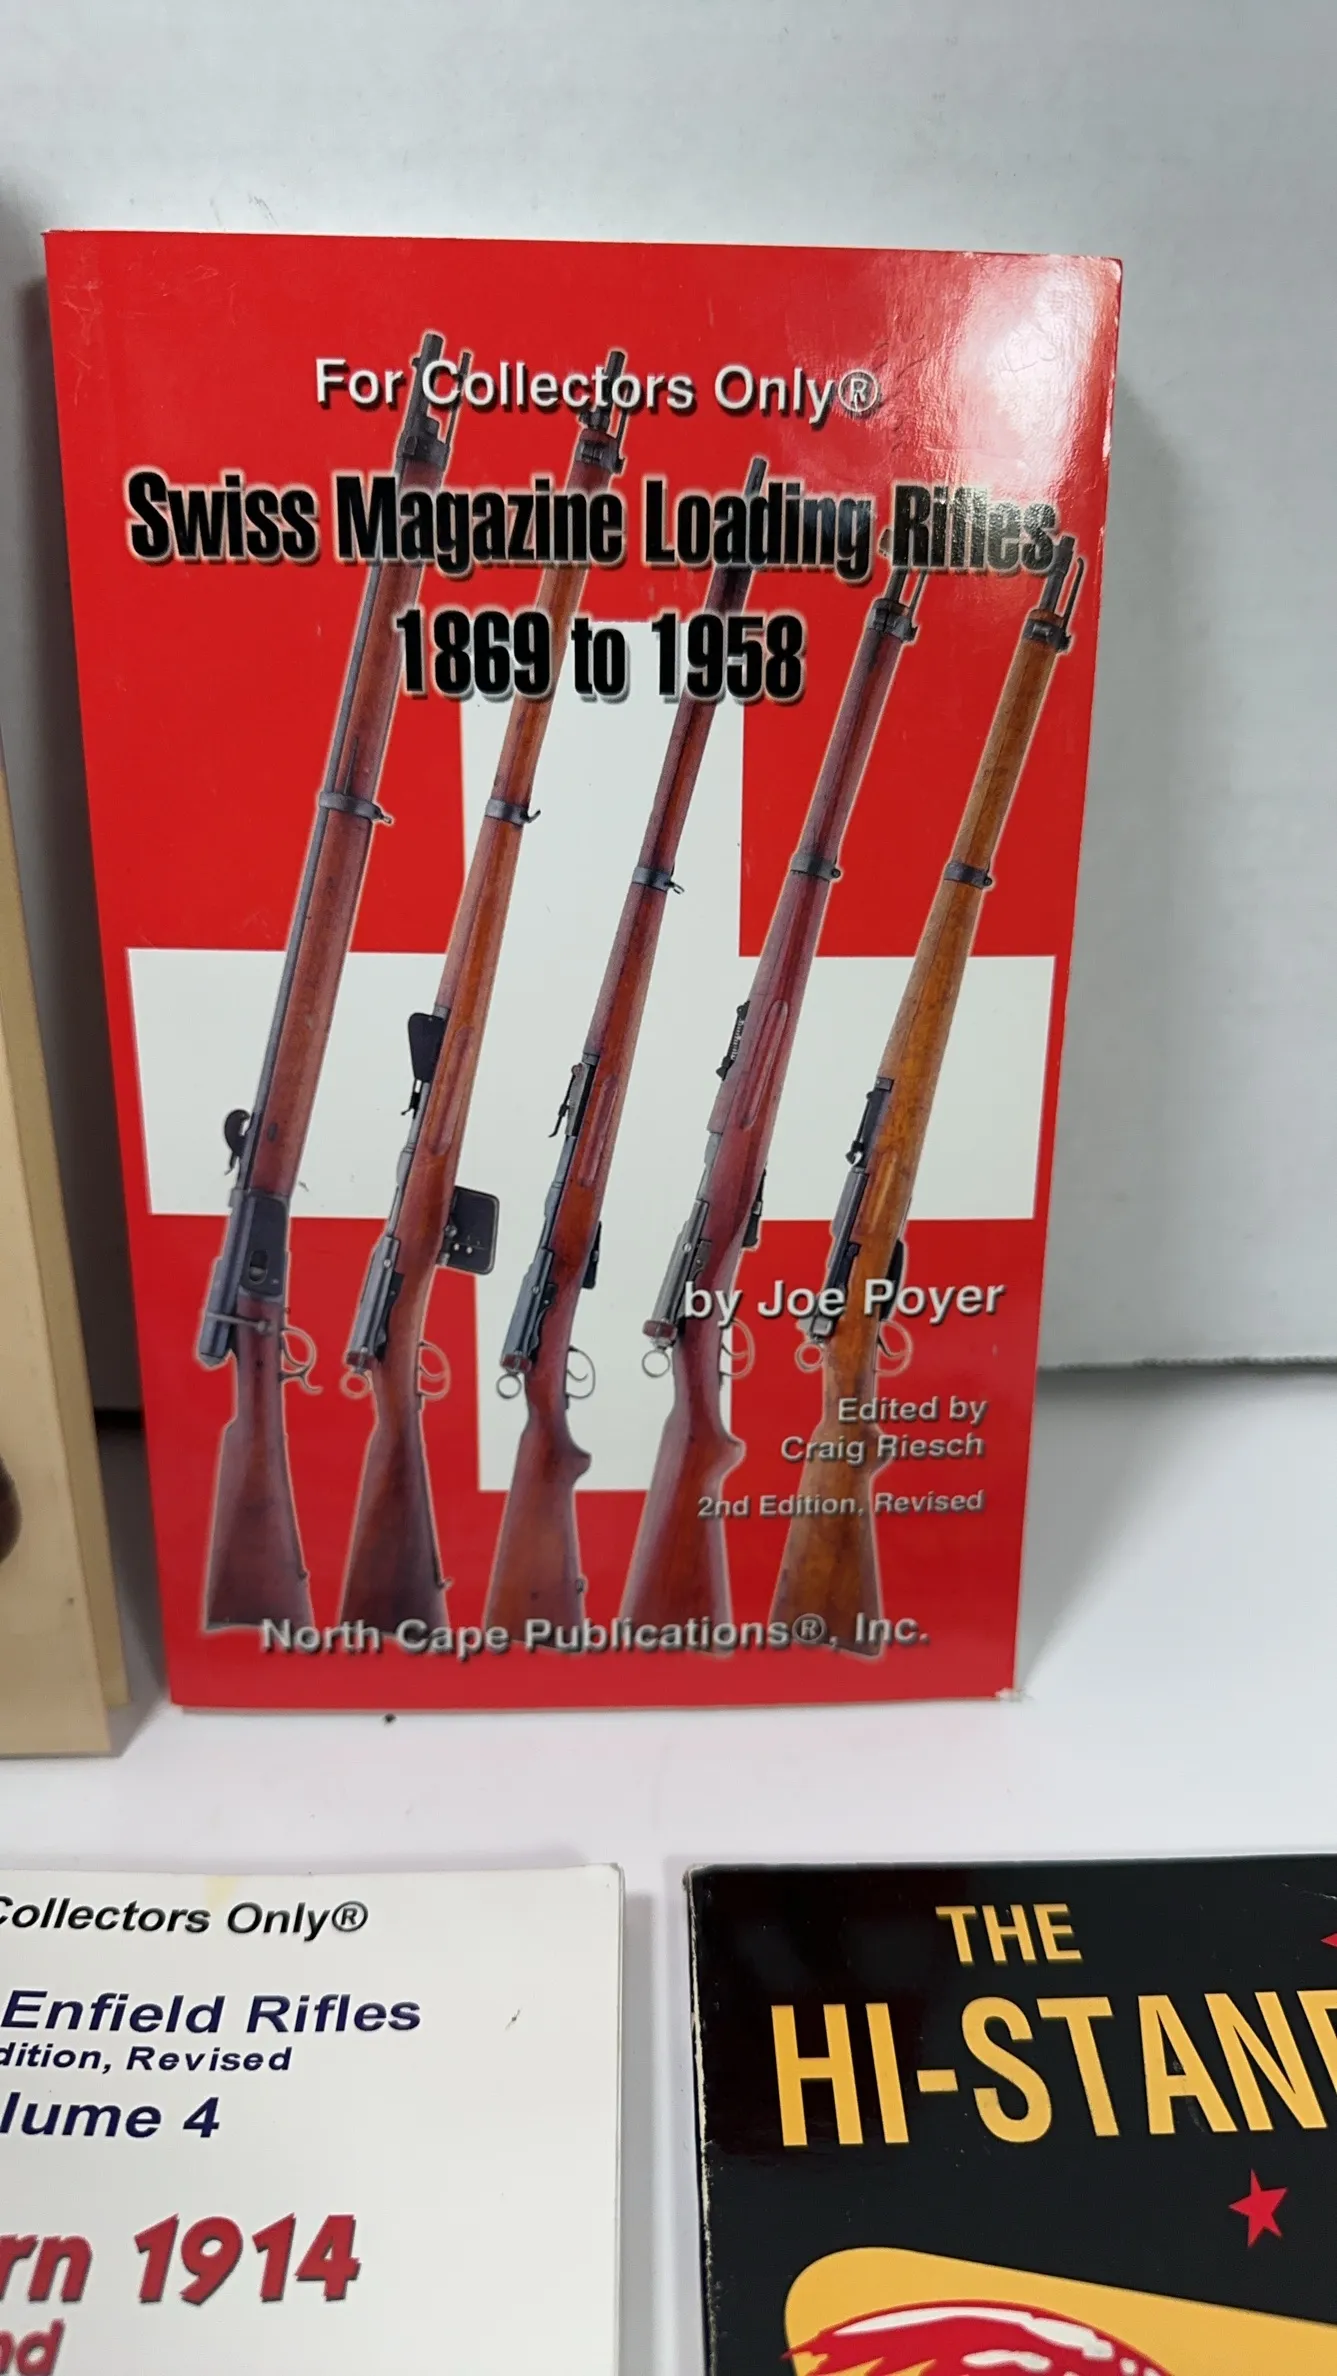 For Collectors Only®
Swiss Magazine Loading Rifles
1869 to 1958
by Joe Poyer
Edited by
Craig Riesch
2nd Edition, Revised
North Cape Publications®, Inc.
Collectors Only®
Enfield Rifles
dition, Revised
lume 4
rn 1914
nd
THE
HI-STAN